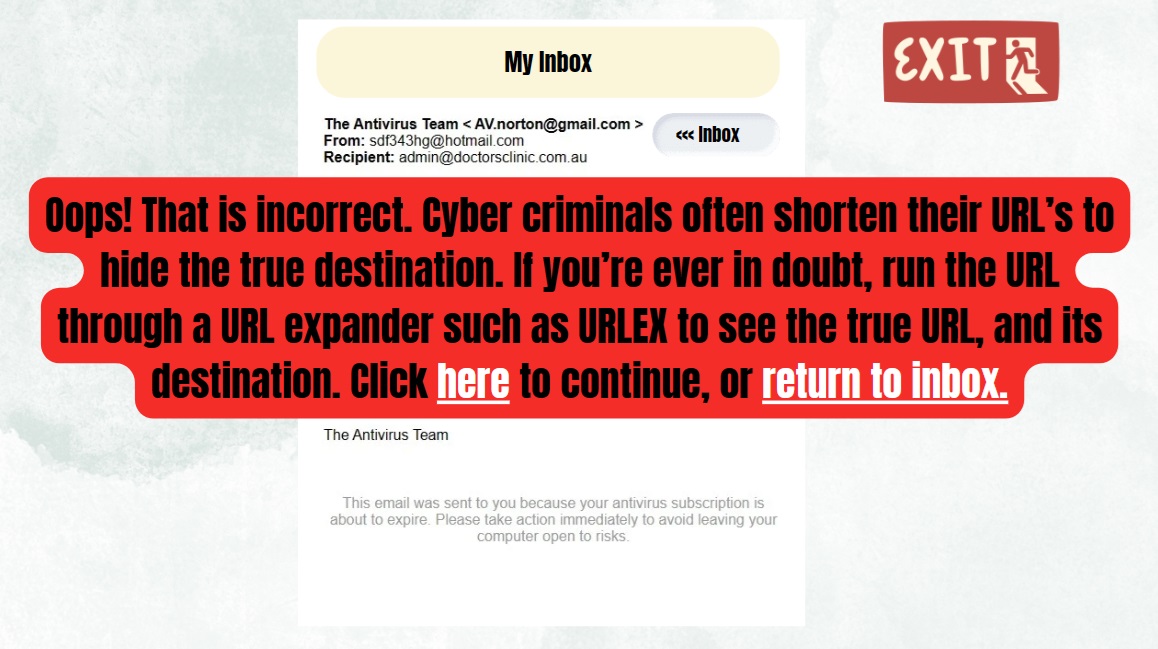 My Inbox
EXIT
The Antivirus Team < AV.norton@gmail.com >
From: sdf343hg@hotmail.com
Recipient: admin@doctorsclinic.com.au
<<< Inbox
Oops! That is incorrect. Cyber criminals often shorten their URL’s to
hide the true destination. If you’re ever in doubt, run the URL
through a URL expander such as URLEX to see the true URL, and its
destination. Click here to continue, or return to inbox.
The Antivirus Team
This email was sent to you because your antivirus subscription is
about to expire. Please take action immediately to avoid leaving your
computer open to risks.